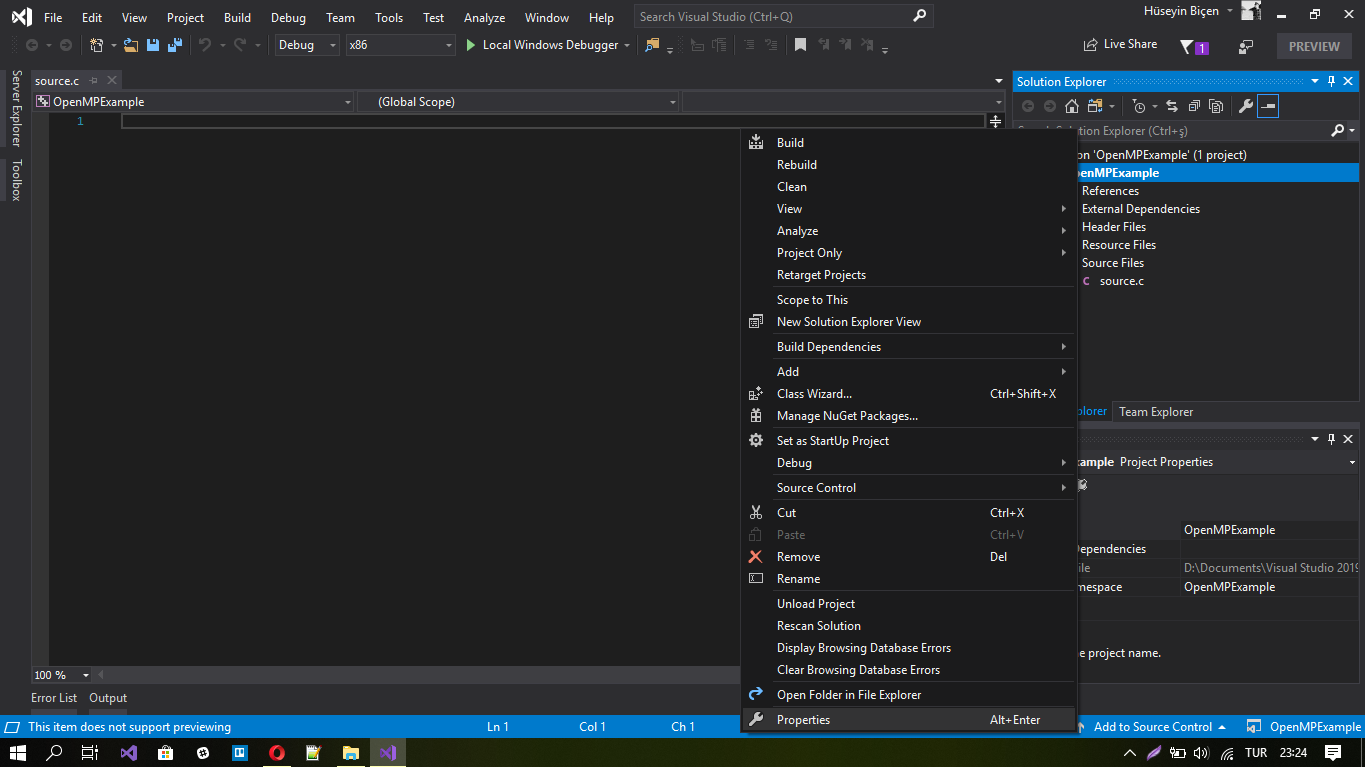 File Edit View Project Build Debug Team Tools Test Analyze Window Help Search Visual Studio (Ctrl+Q) Hüseyin Biçen
Debug x86 Local Windows Debugger Live Share 1 PREVIEW
Server Explorer
Toolbox
source.c
OpenMPExample (Global Scope)
1
Build
Rebuild
Clean
View
Analyze
Project Only
Retarget Projects
Scope to This
New Solution Explorer View
Build Dependencies
Add
Class Wizard... Ctrl+Shift+X
Manage NuGet Packages...
Set as StartUp Project
Debug
Source Control
Cut Ctrl+X
Paste Ctrl+V
Remove Del
Rename
Unload Project
Rescan Solution
Display Browsing Database Errors
Clear Browsing Database Errors
Open Folder in File Explorer
Properties Alt+Enter
Solution Explorer
Solution Explorer (Ctrl+ş)
on 'OpenMPExample' (1 project)
penMPExample
References
External Dependencies
Header Files
Resource Files
Source Files
source.c
plorer Team Explorer
ample Project Properties
OpenMPExample
Dependencies
ile D:\Documents\Visual Studio 2019
mespace OpenMPExample
e project name.
100 %
Error List Output
This item does not support previewing Ln 1 Col 1 Ch 1 Add to Source Control OpenMPExample
TUR 23:24